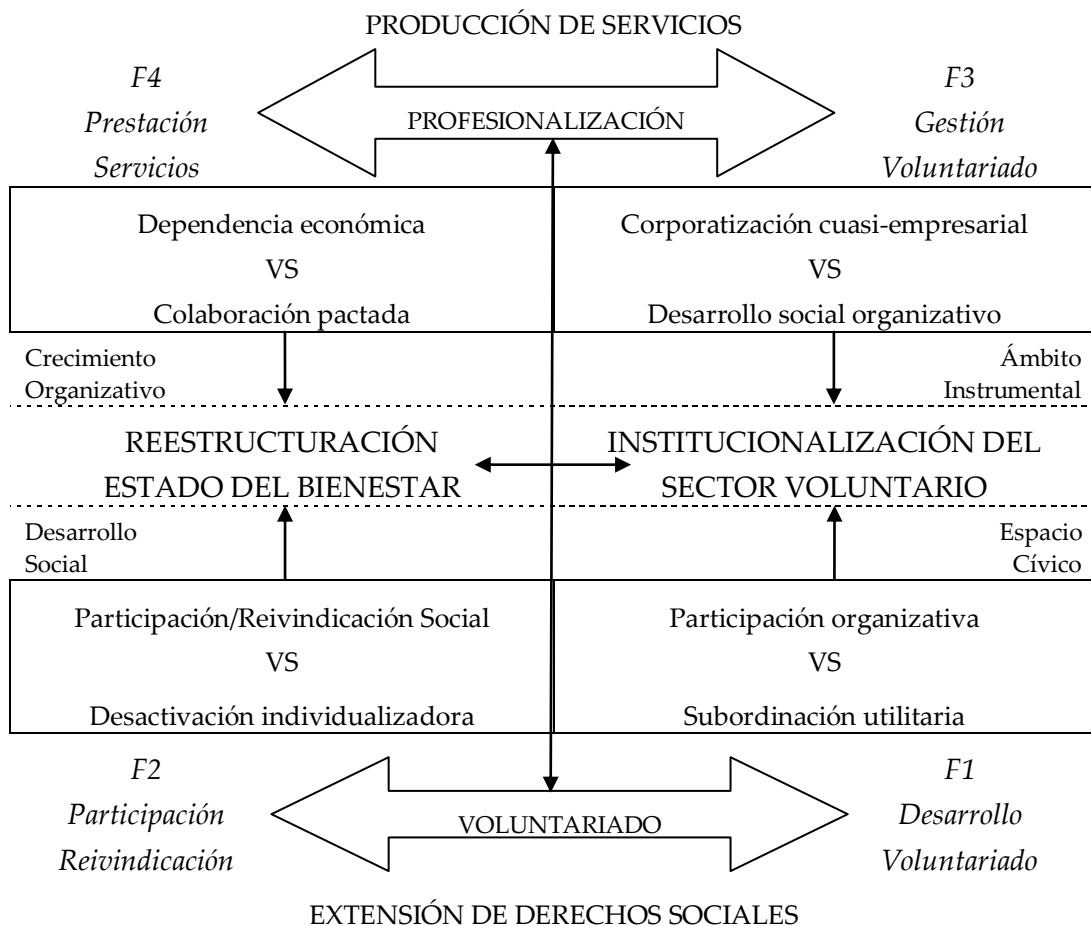 PRODUCCIÓN DE SERVICIOS
F4
Prestación
Servicios
PROFESIONALIZACIÓN
F3
Gestión
Voluntariado
Dependencia económica
VS
Colaboración pactada
Corporatización cuasi-empresarial
VS
Desarrollo social organizativo
Crecimiento
Organizativo
Ámbito
Instrumental
REESTRUCTURACIÓN
ESTADO DEL BIENESTAR
INSTITUCIONALIZACIÓN DEL
SECTOR VOLUNTARIO
Desarrollo
Social
Espacio
Cívico
Participación/Reivindicación Social
VS
Desactivación individualizadora
Participación organizativa
VS
Subordinación utilitaria
F2
Participación
Reivindicación
VOLUNTARIADO
F1
Desarrollo
Voluntariado
EXTENSIÓN DE DERECHOS SOCIALES